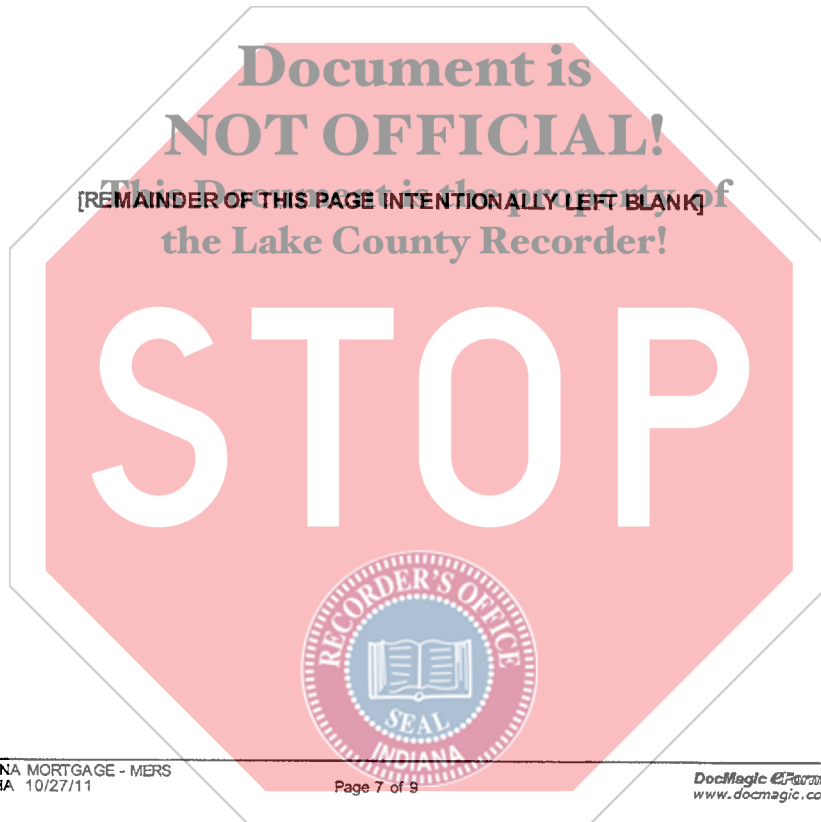 Document is
NOT OFFICIAL!
This Document is the property of
[REMAINDER OF THIS PAGE INTENTIONALLY LEFT BLANK]
the Lake County Recorder!
STOP
RECORDER'S OFFICE
SEAL
INDIANA
NA MORTGAGE - MERS
HA 10/27/11
Page 7 of 9
DocMagic
www.docmagic.co